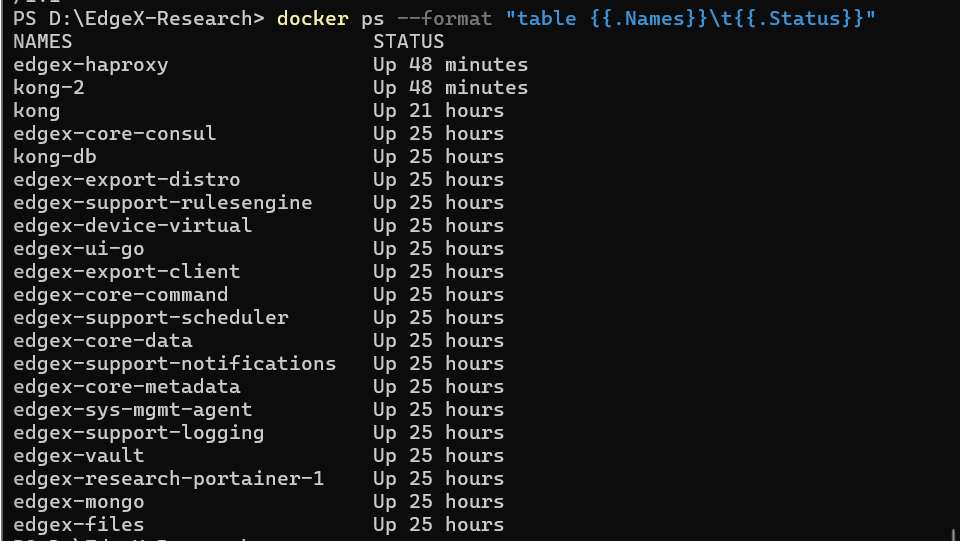 PS D:\EdgeX-Research> docker ps --format "table {{.Names}}\t{{.Status}}"
NAMES                         STATUS
edgex-haproxy                 Up 48 minutes
kong-2                        Up 48 minutes
kong                          Up 21 hours
edgex-core-consul             Up 25 hours
kong-db                       Up 25 hours
edgex-export-distro           Up 25 hours
edgex-support-rulesengine     Up 25 hours
edgex-device-virtual          Up 25 hours
edgex-ui-go                   Up 25 hours
edgex-export-client           Up 25 hours
edgex-core-command            Up 25 hours
edgex-support-scheduler       Up 25 hours
edgex-core-data               Up 25 hours
edgex-support-notifications   Up 25 hours
edgex-core-metadata           Up 25 hours
edgex-sys-mgmt-agent          Up 25 hours
edgex-support-logging         Up 25 hours
edgex-vault                   Up 25 hours
edgex-research-portainer-1    Up 25 hours
edgex-mongo                   Up 25 hours
edgex-files                   Up 25 hours